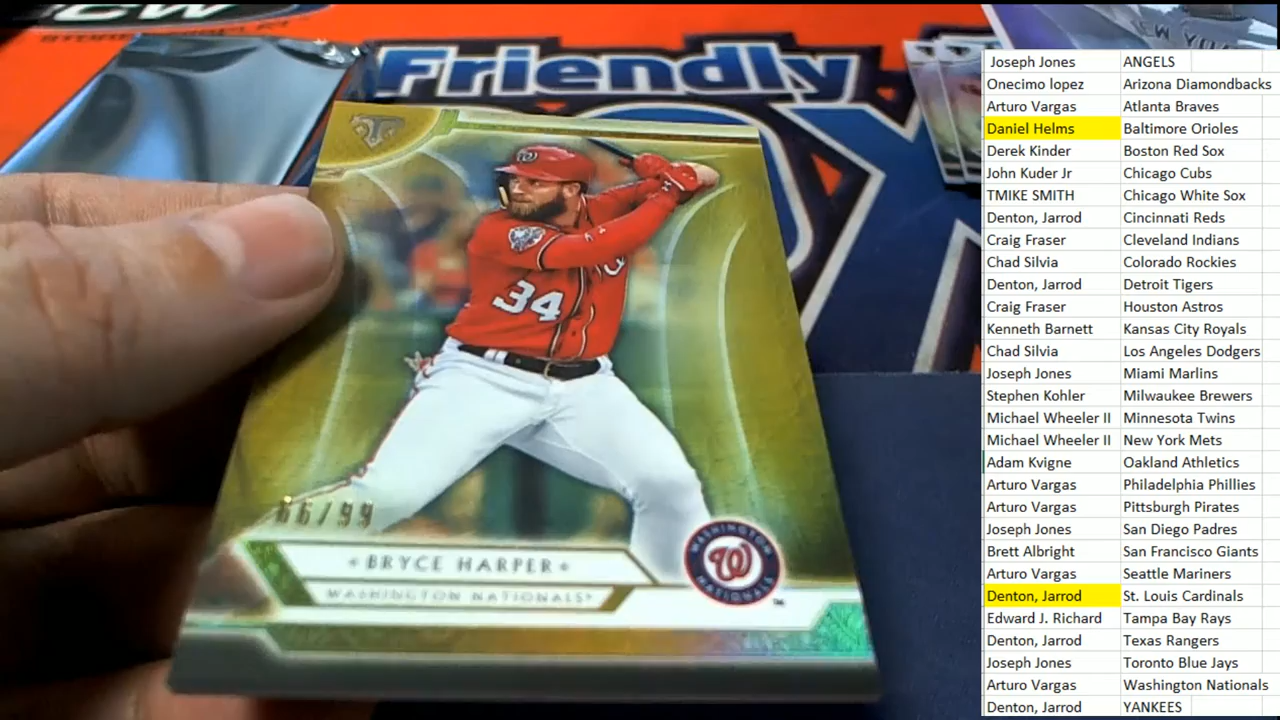 Friendly
NEW YORK
34
66/99
BRYCE HARPER
WASHINGTON NATIONALS
WASHINGTON
W
NATIONALS
Joseph Jones ANGELS
Onecimo lopez Arizona Diamondbacks
Arturo Vargas Atlanta Braves
Daniel Helms Baltimore Orioles
Derek Kinder Boston Red Sox
John Kuder Jr Chicago Cubs
TMIKE SMITH Chicago White Sox
Denton, Jarrod Cincinnati Reds
Craig Fraser Cleveland Indians
Chad Silvia Colorado Rockies
Denton, Jarrod Detroit Tigers
Craig Fraser Houston Astros
Kenneth Barnett Kansas City Royals
Chad Silvia Los Angeles Dodgers
Joseph Jones Miami Marlins
Stephen Kohler Milwaukee Brewers
Michael Wheeler II Minnesota Twins
Michael Wheeler II New York Mets
Adam Kvigne Oakland Athletics
Arturo Vargas Philadelphia Phillies
Arturo Vargas Pittsburgh Pirates
Joseph Jones San Diego Padres
Brett Albright San Francisco Giants
Arturo Vargas Seattle Mariners
Denton, Jarrod St. Louis Cardinals
Edward J. Richard Tampa Bay Rays
Denton, Jarrod Texas Rangers
Joseph Jones Toronto Blue Jays
Arturo Vargas Washington Nationals
Denton, Jarrod YANKEES